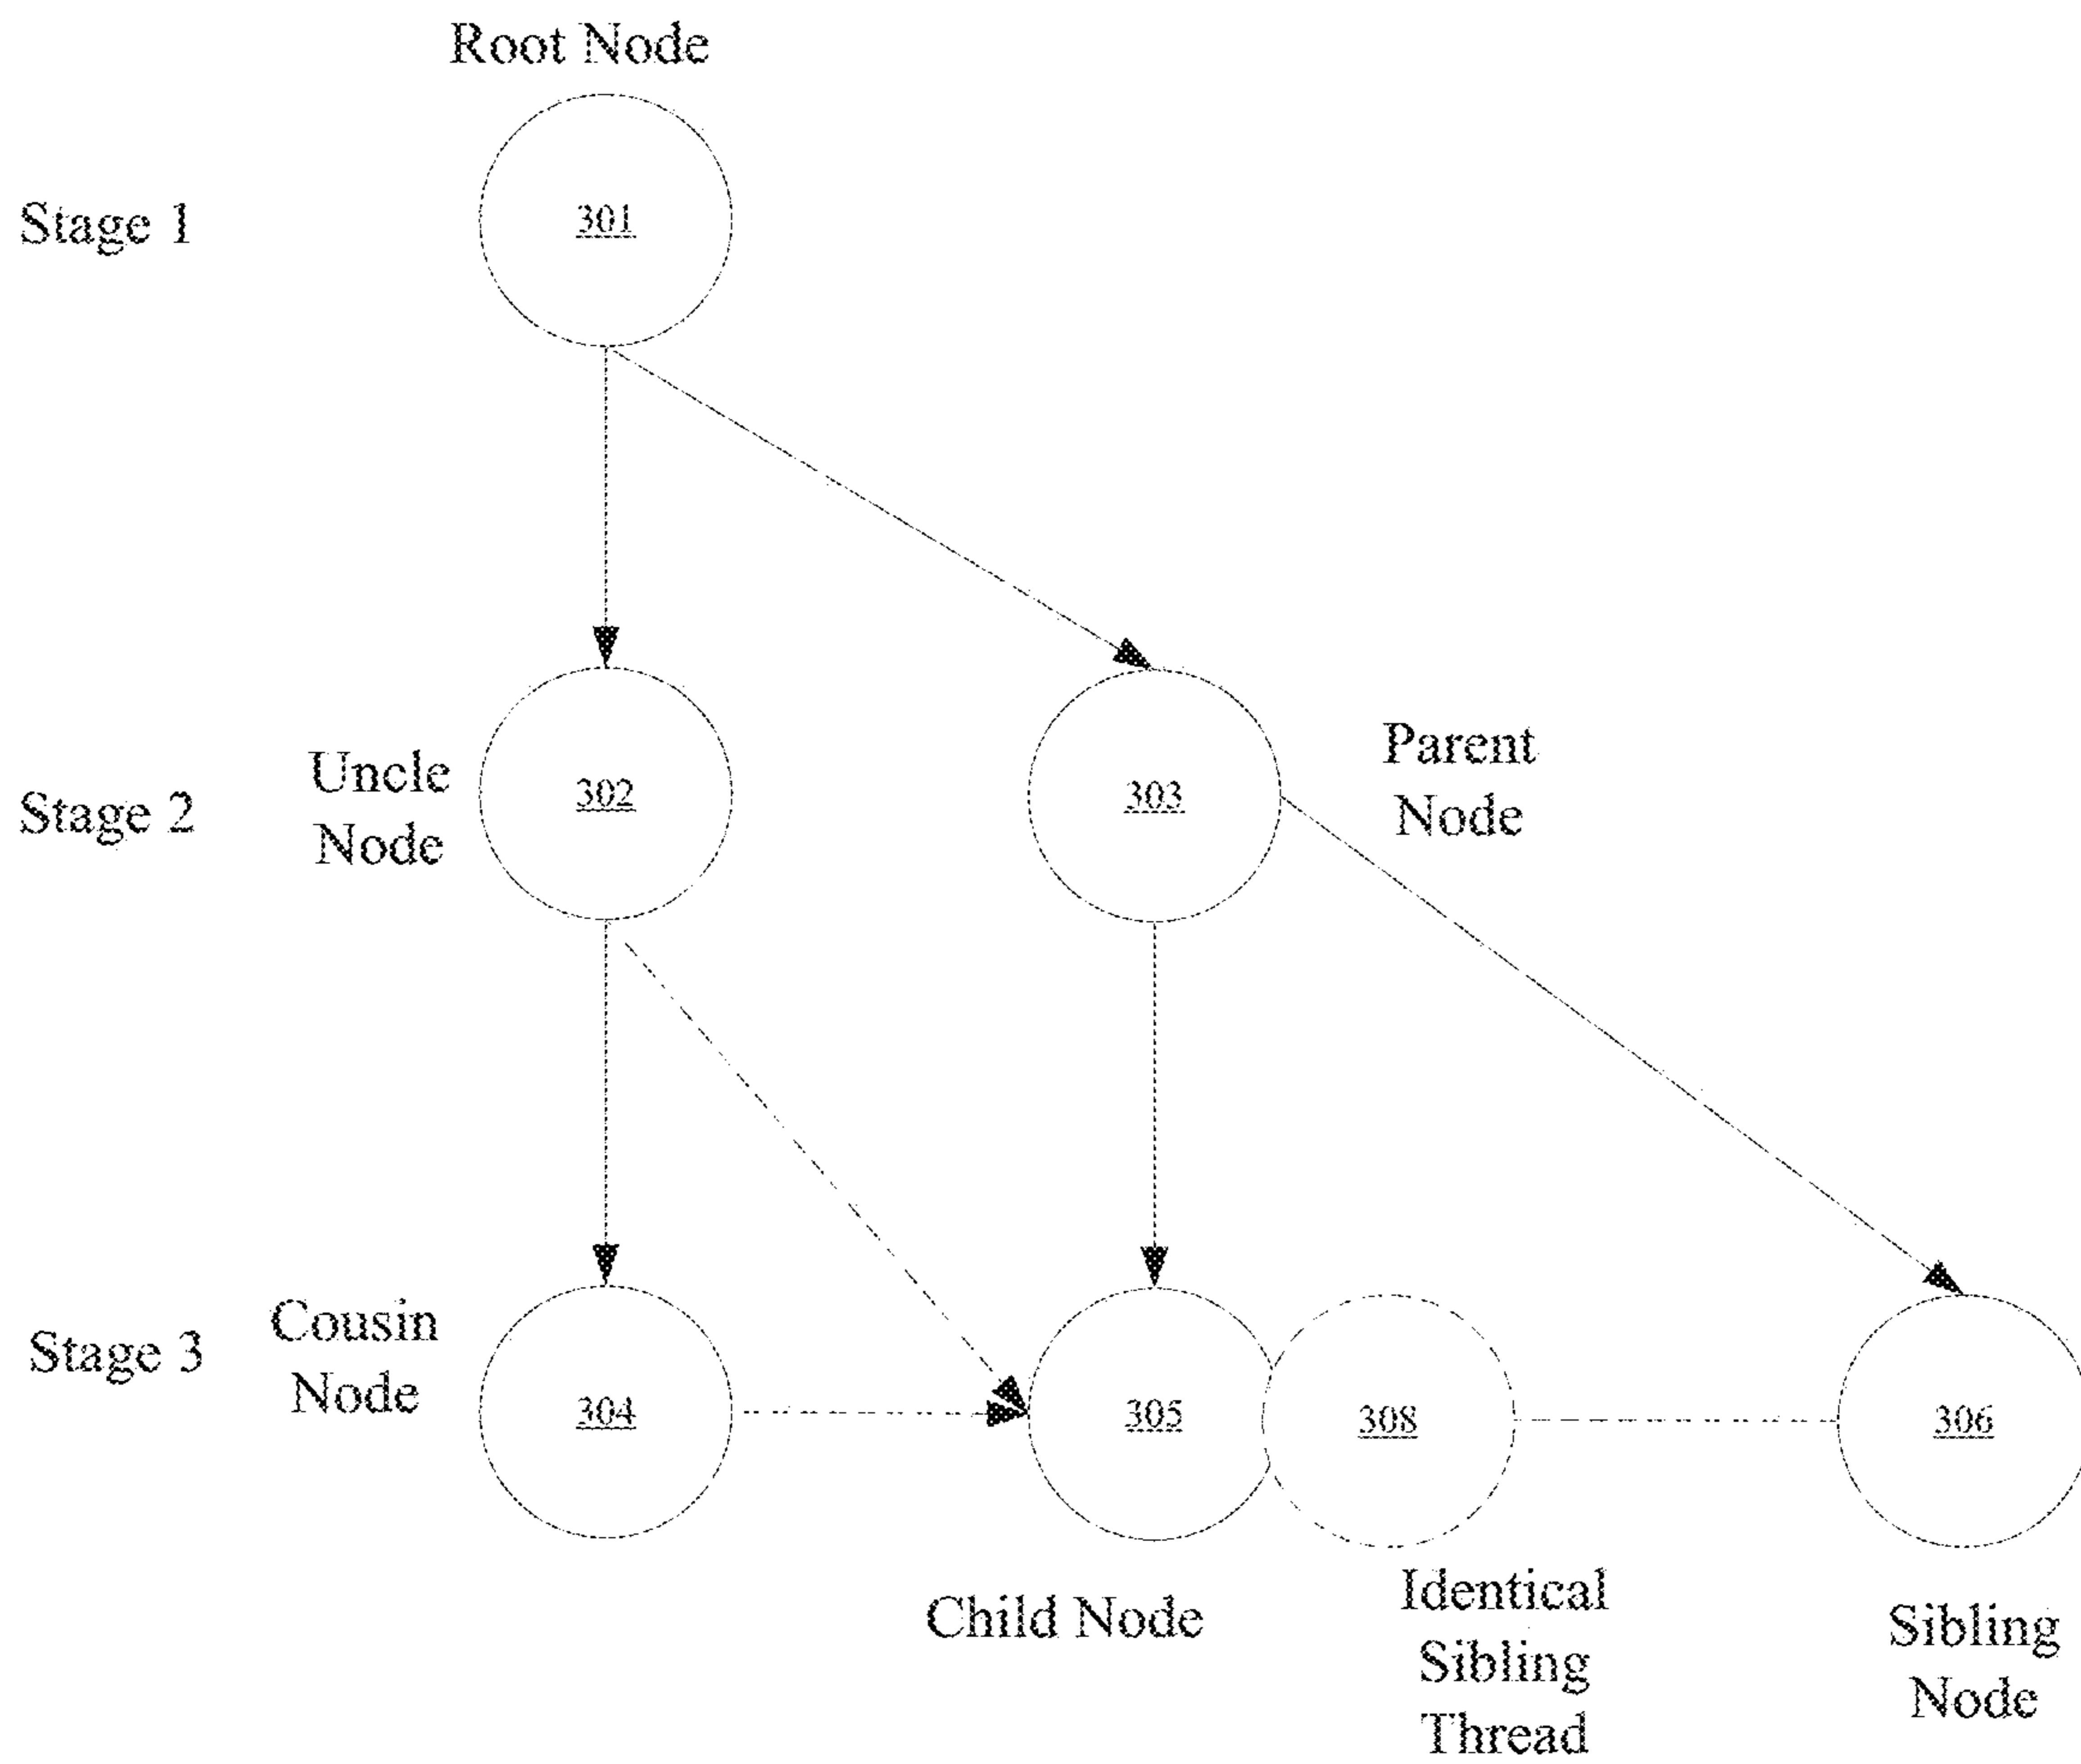 Root Node
Stage 1
301
Stage 2
Uncle
Node
302
303
Parent
Node
Stage 3
Cousin
Node
304
305
308
306
Child Node
Identical
Sibling
Thread
Sibling
Node